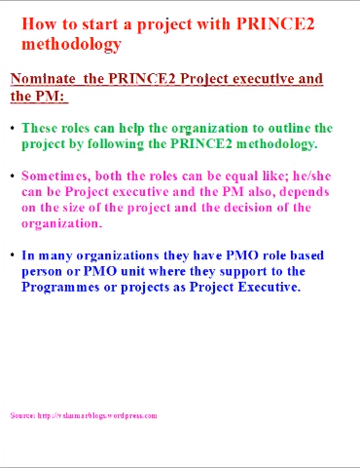 How to start a project with PRINCE2
methodology
Nominate the PRINCE2 Project executive and
the PM:
• These roles can help the organization to outline the
project by following the PRINCE2 methodology.
• Sometimes, both the roles can be equal like; he/she
can be Project executive and the PM also, depends
on the size of the project and the decision of the
organization.
• In many organizations they have PMO role based
person or PMO unit where they support to the
Programmes or projects as Project Executive.
Source: http://vskumarblogs.wordpress.com